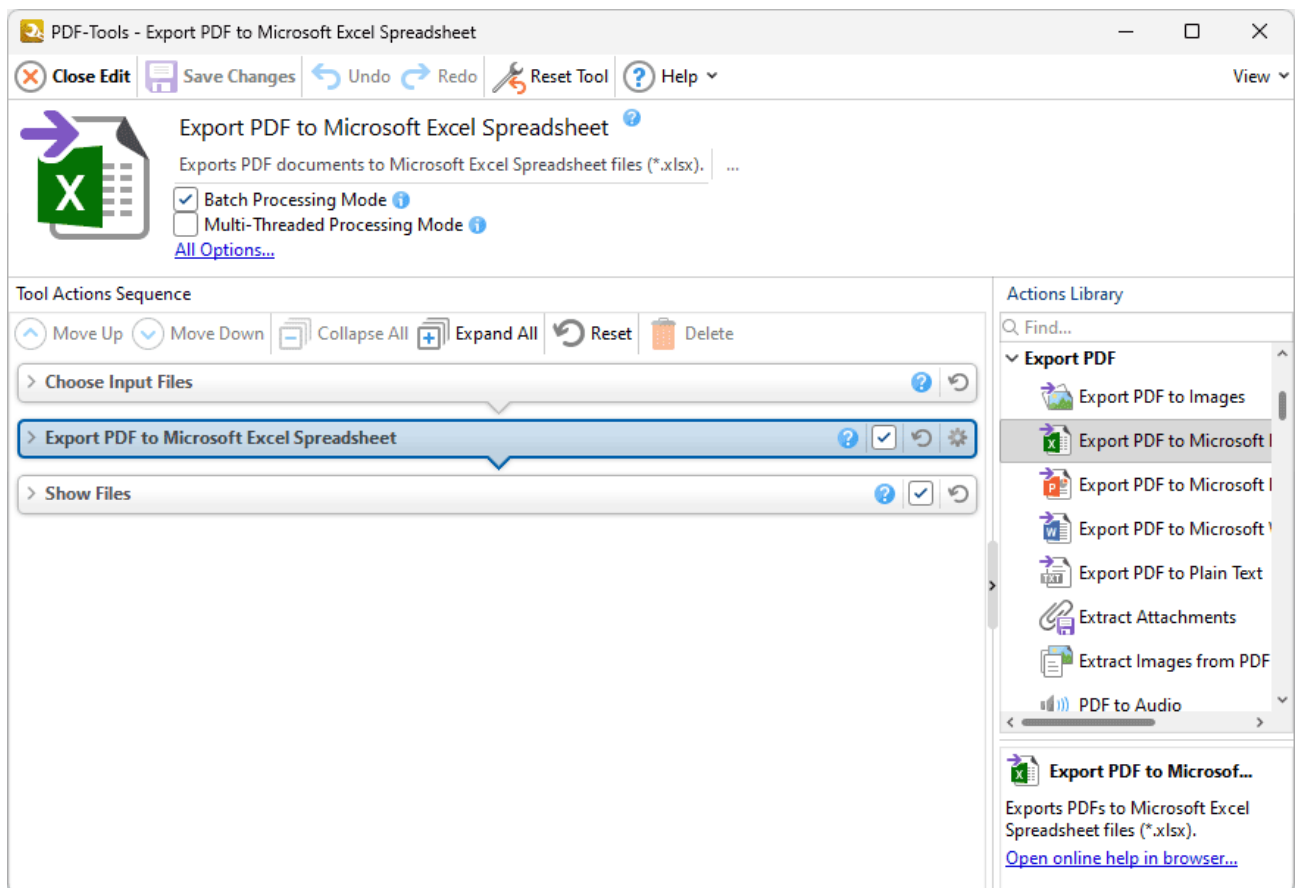 PDF-Tools - Export PDF to Microsoft Excel Spreadsheet
Close Edit Save Changes Undo Redo Reset Tool ? Help View
Export PDF to Microsoft Excel Spreadsheet ?
Exports PDF documents to Microsoft Excel Spreadsheet files (*.xlsx). ...
Batch Processing Mode i
Multi-Threaded Processing Mode i
All Options...
X
Tool Actions Sequence
Move Up Move Down Collapse All Expand All Reset Delete
Choose Input Files ?
Export PDF to Microsoft Excel Spreadsheet ?
Show Files ?
Actions Library
Find...
Export PDF
Export PDF to Images
X Export PDF to Microsoft
P Export PDF to Microsoft
W Export PDF to Microsoft
TXT Export PDF to Plain Text
Extract Attachments
Extract Images from PDF
PDF to Audio
X Export PDF to Microsof...
Exports PDFs to Microsoft Excel
Spreadsheet files (*.xlsx).
Open online help in browser...